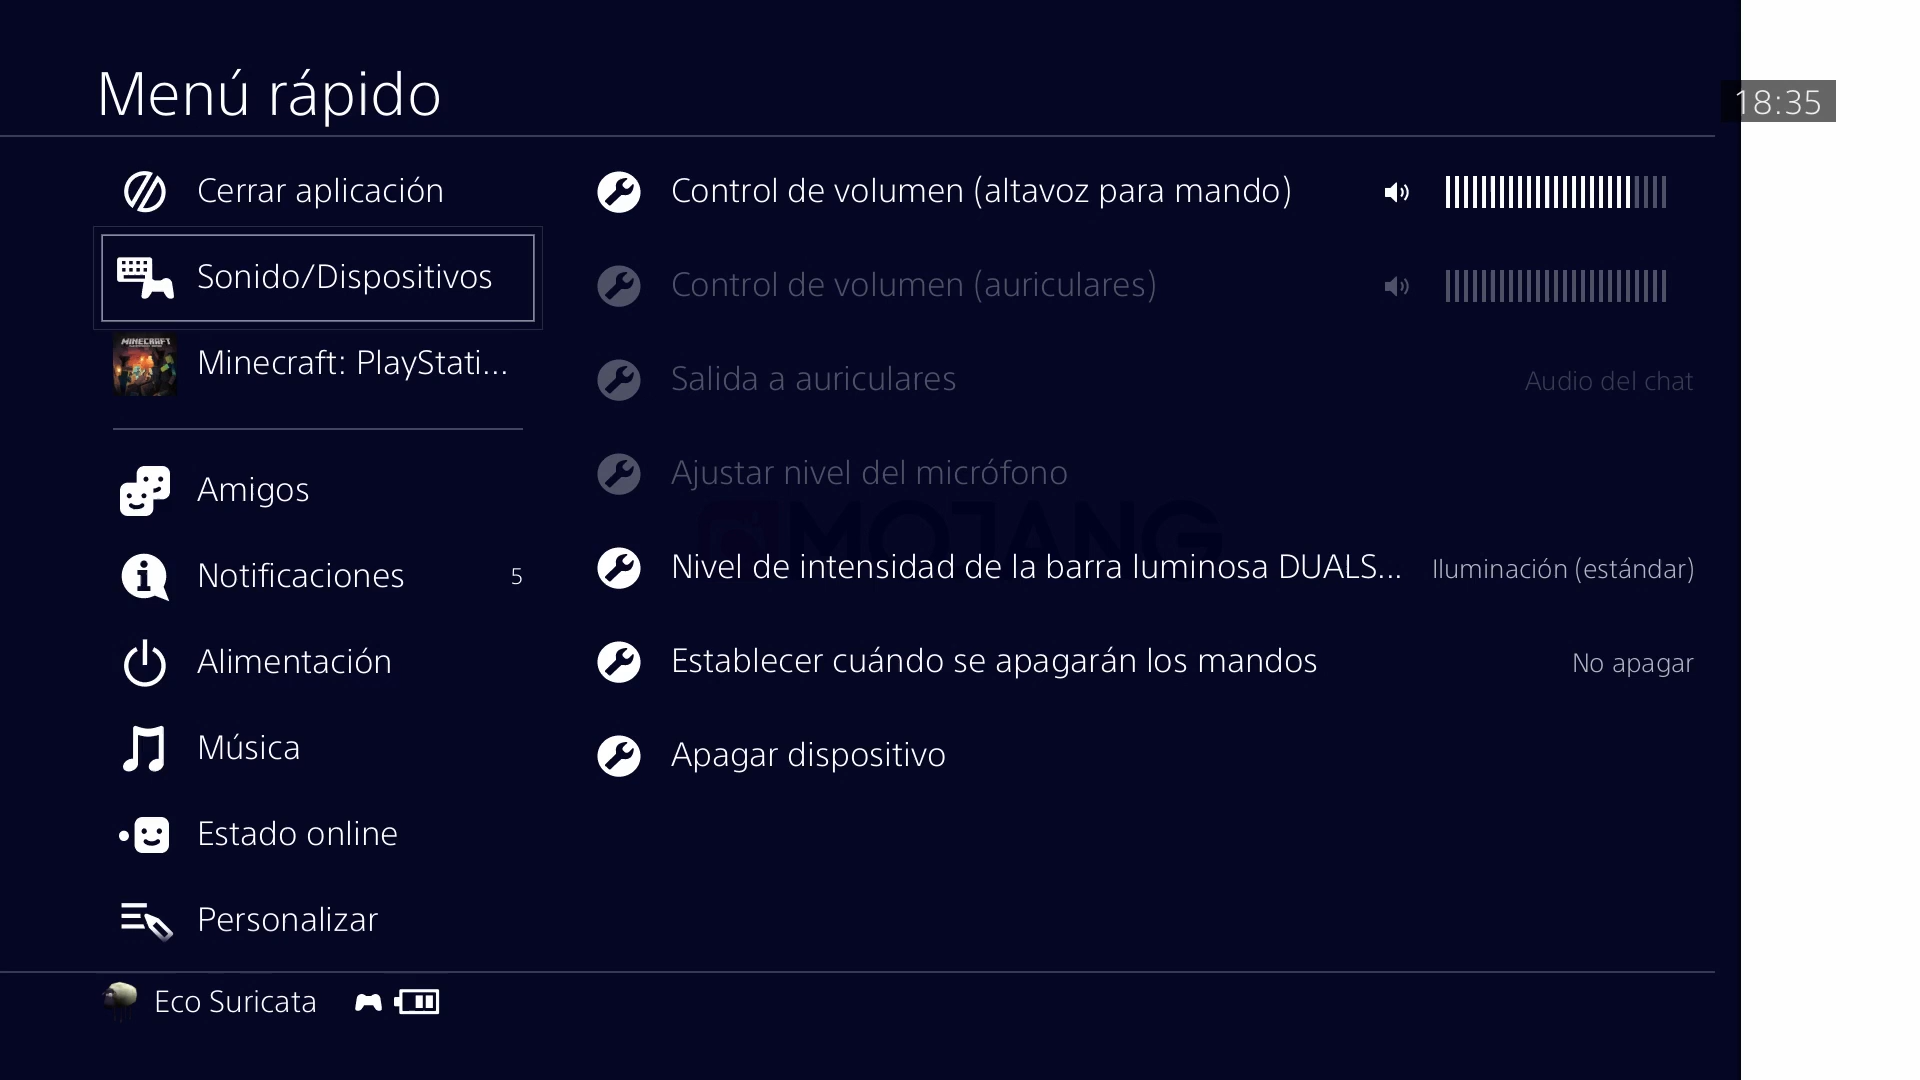 Menú rápido
18:35
Cerrar aplicación
Sonido/Dispositivos
MINECRAFT
Minecraft: PlayStati...
Amigos
Notificaciones 5
Alimentación
Música
Estado online
Personalizar
Control de volumen (altavoz para mando)
Control de volumen (auriculares)
Salida a auriculares Audio del chat
Ajustar nivel del micrófono
MOJANG
Nivel de intensidad de la barra luminosa DUALS... Iluminación (estándar)
Establecer cuándo se apagarán los mandos No apagar
Apagar dispositivo
Eco Suricata